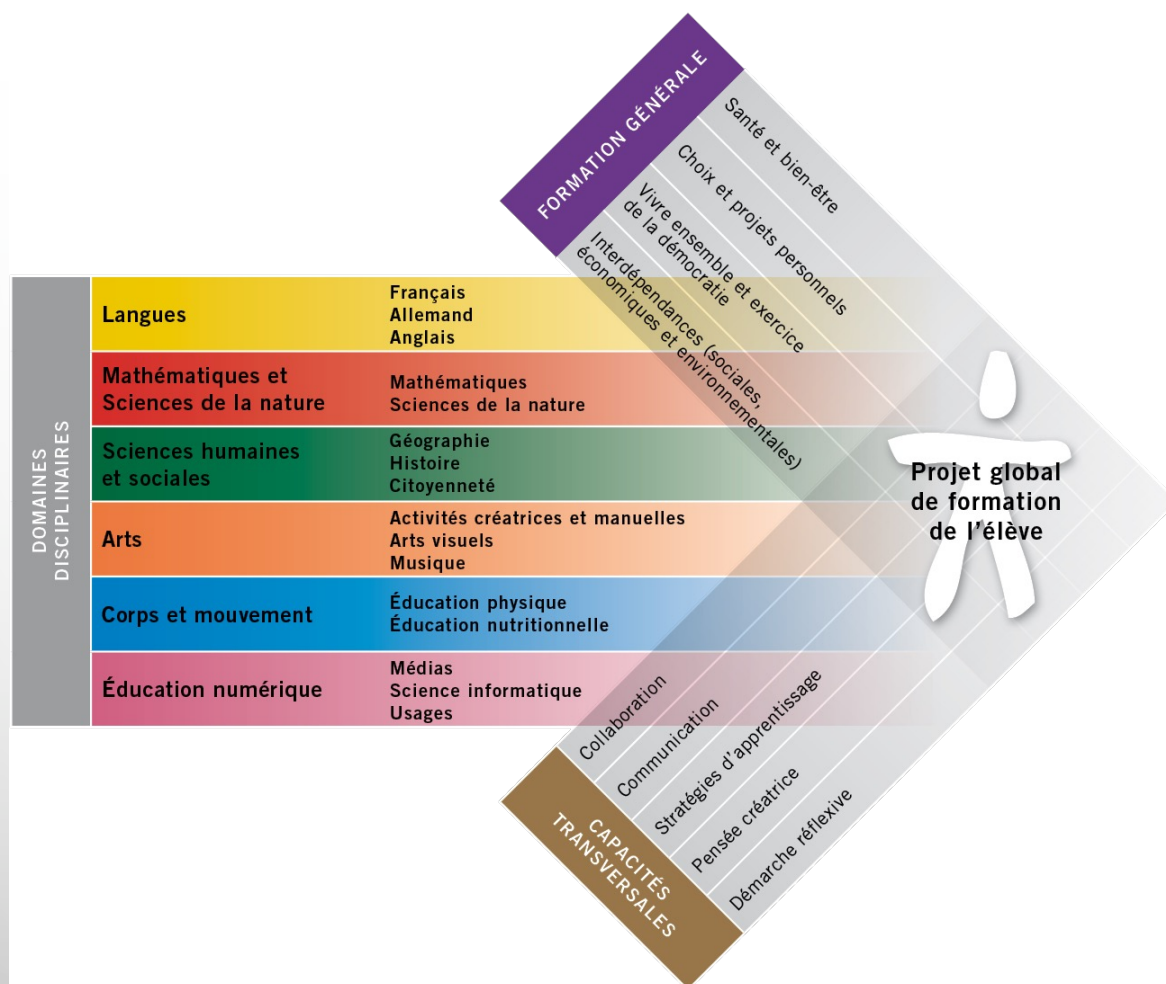 FORMATION GÉNÉRALE
Santé et bien-être
Choix et projets personnels
Vivre ensemble et exercice
de la démocratie
Interdépendances (sociales,
économiques et environnementales)
DOMAINES
DISCIPLINAIRES
Langues
Français
Allemand
Anglais
Mathématiques et
Sciences de la nature
Mathématiques
Sciences de la nature
Sciences humaines
et sociales
Géographie
Histoire
Citoyenneté
Arts
Activités créatrices et manuelles
Arts visuels
Musique
Corps et mouvement
Éducation physique
Éducation nutritionnelle
Éducation numérique
Médias
Science informatique
Usages
Projet global
de formation
de l'élève
Collaboration
Communication
Stratégies d'apprentissage
Pensée créatrice
Démarche réflexive
CAPACITÉS
TRANSVERSALES